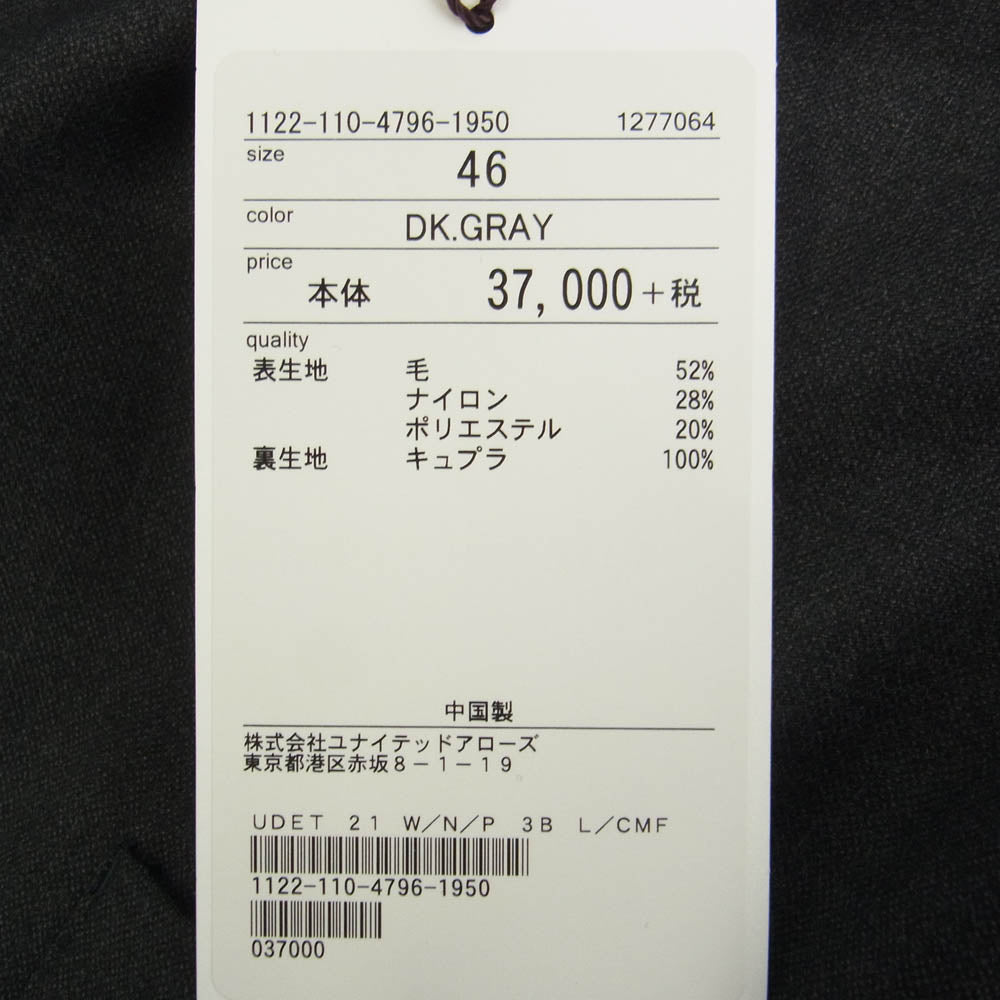 1122-110-4796-1950 1277064
size 46
color DK.GRAY
price 本体 37,000+税
quality
表生地 毛 52%
ナイロン 28%
ポリエステル 20%
裏生地 キュプラ 100%
中国製
株式会社ユナイテッドアローズ
東京都港区赤坂8-1-19
UDET 21 W/N/P 3B L/CMF
1122-110-4796-1950
037000